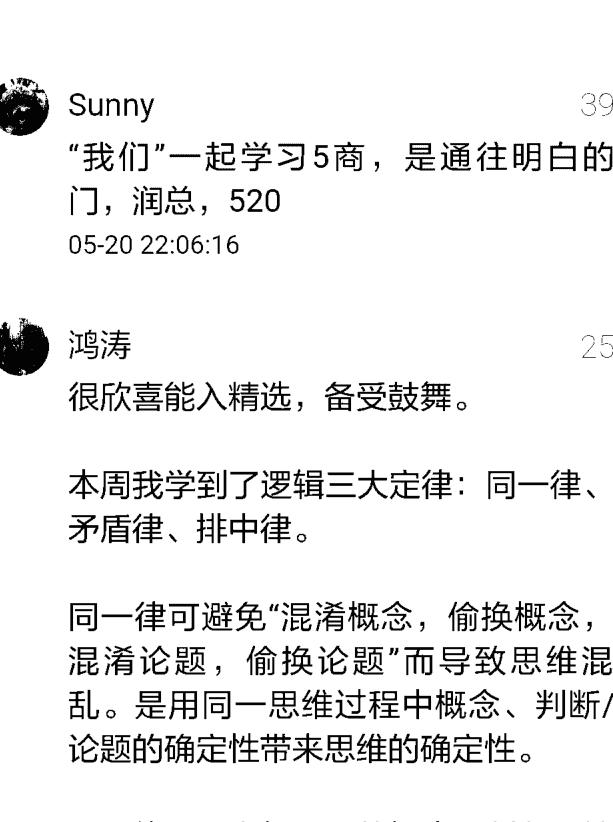 Sunny 39
“我们”一起学习5商，是通往明白的
门，润总，520
05-20 22:06:16
鸿涛 25
很欣喜能入精选，备受鼓舞。
本周我学到了逻辑三大定律：同一律、
矛盾律、排中律。
同一律可避免“混淆概念，偷换概念，
混淆论题，偷换论题”而导致思维混
乱。是用同一思维过程中概念、判断/
论题的确定性带来思维的确定性。